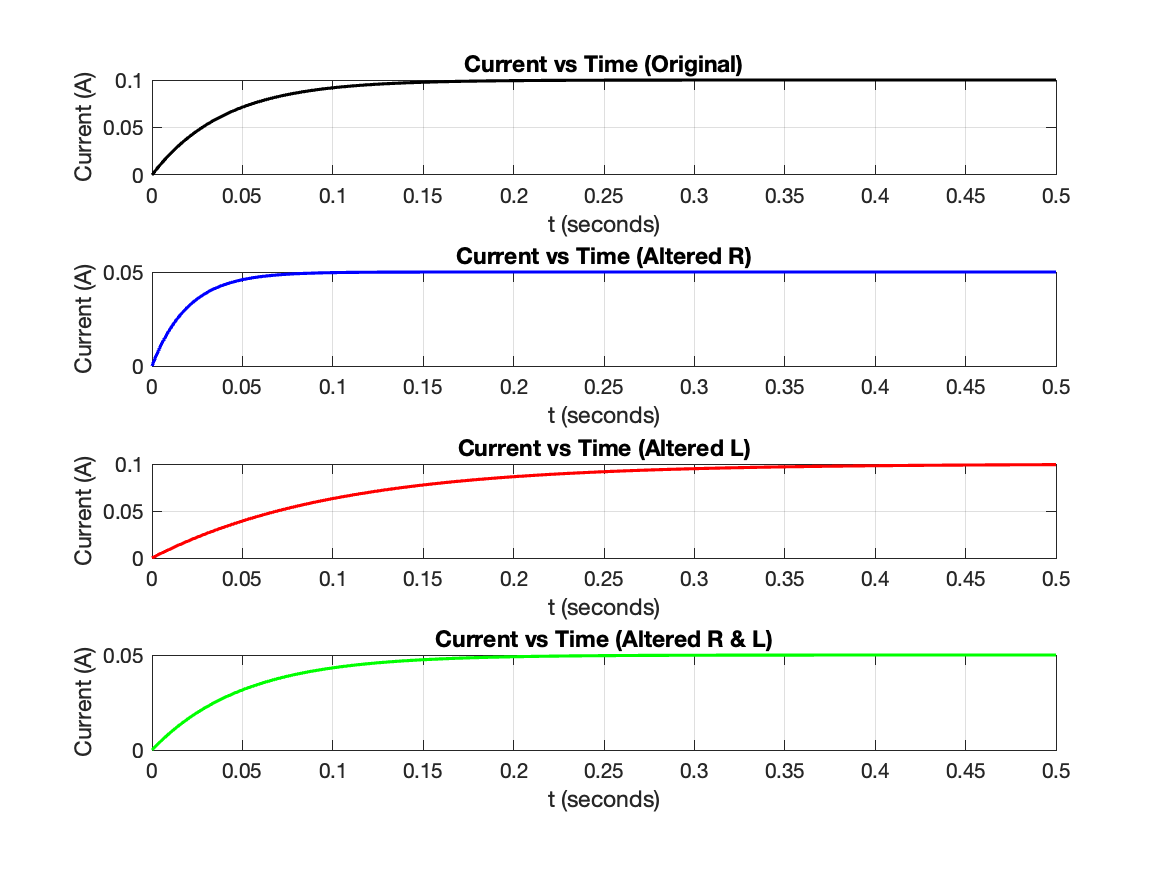 Current vs Time (Original)
Current (A)
0.1
0.05
0
0 0.05 0.1 0.15 0.2 0.25 0.3 0.35 0.4 0.45 0.5
t (seconds)
Current vs Time (Altered R)
Current (A)
0.05
0
0 0.05 0.1 0.15 0.2 0.25 0.3 0.35 0.4 0.45 0.5
t (seconds)
Current vs Time (Altered L)
Current (A)
0.1
0.05
0
0 0.05 0.1 0.15 0.2 0.25 0.3 0.35 0.4 0.45 0.5
t (seconds)
Current vs Time (Altered R & L)
Current (A)
0.05
0
0 0.05 0.1 0.15 0.2 0.25 0.3 0.35 0.4 0.45 0.5
t (seconds)